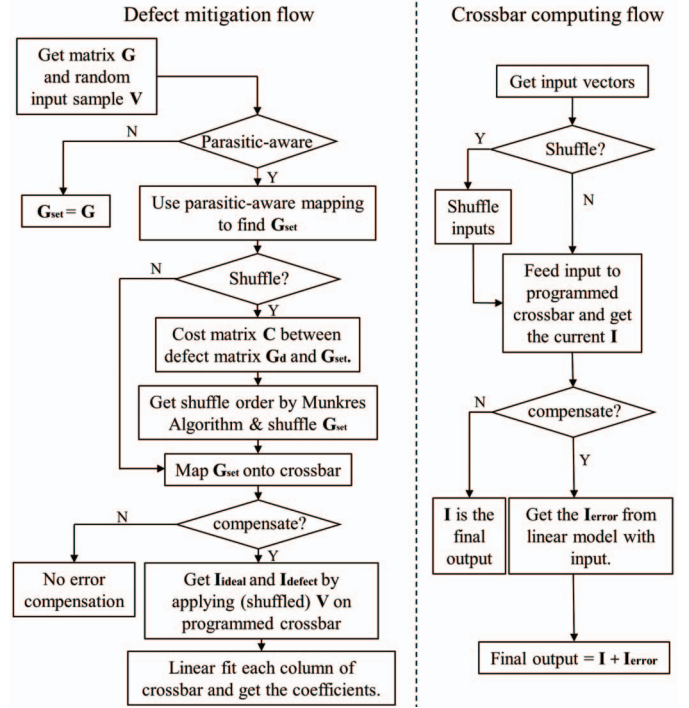 Defect mitigation flow
Get matrix G
and random
input sample V
Parasitic-aware
N
Y
Gset = G
Use parasitic-aware mapping
to find Gset
Shuffle?
N
Y
Cost matrix C between
defect matrix Gd and Gset.
Get shuffle order by Munkres
Algorithm & shuffle Gset
Map Gset onto crossbar
compensate?
N
Y
No error
compensation
Get Iideal and Idefect by
applying (shuffled) V on
programmed crossbar
Linear fit each column of
crossbar and get the coefficients.
Crossbar computing flow
Get input vectors
Shuffle?
Y
N
Shuffle
inputs
Feed input to
programmed
crossbar and get
the current I
compensate?
N
Y
I is the
final
output
Get the Ierror from
linear model with
input.
Final output = I + Ierror